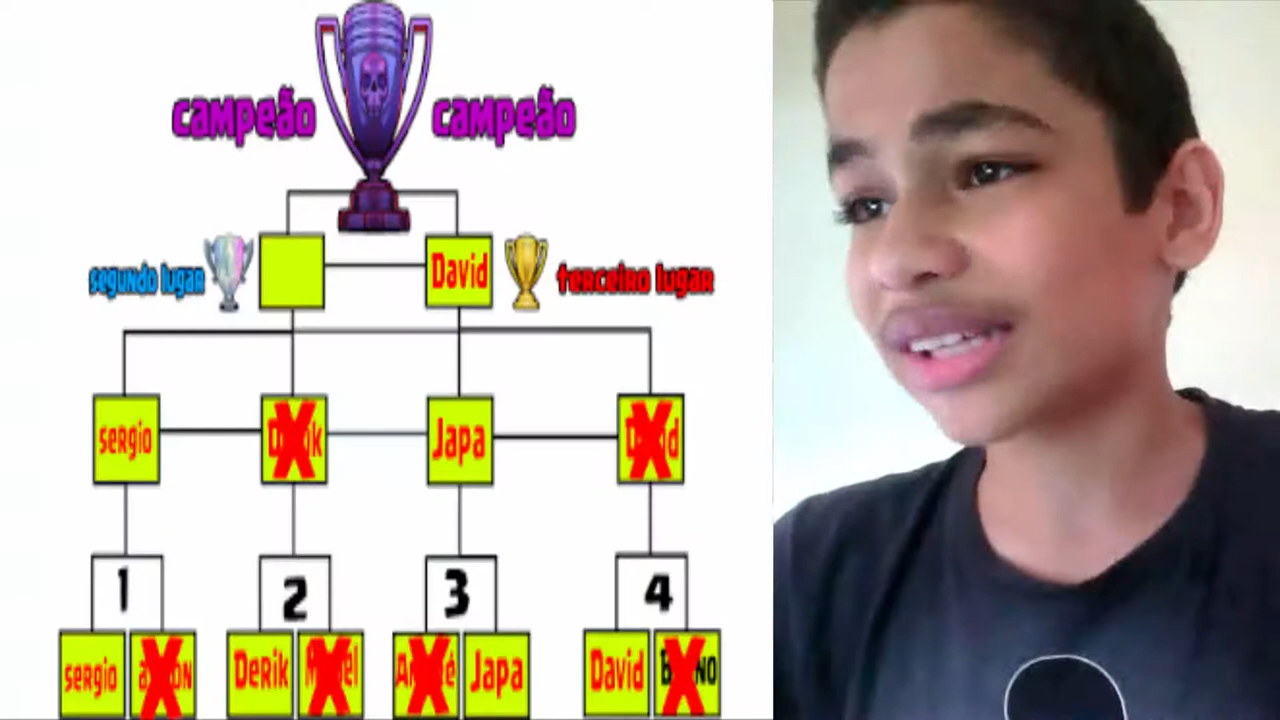 campeão campeão
segundo lugar David terceiro lugar
sergio Japa
1 2 3 4
sergio Derik Japa David